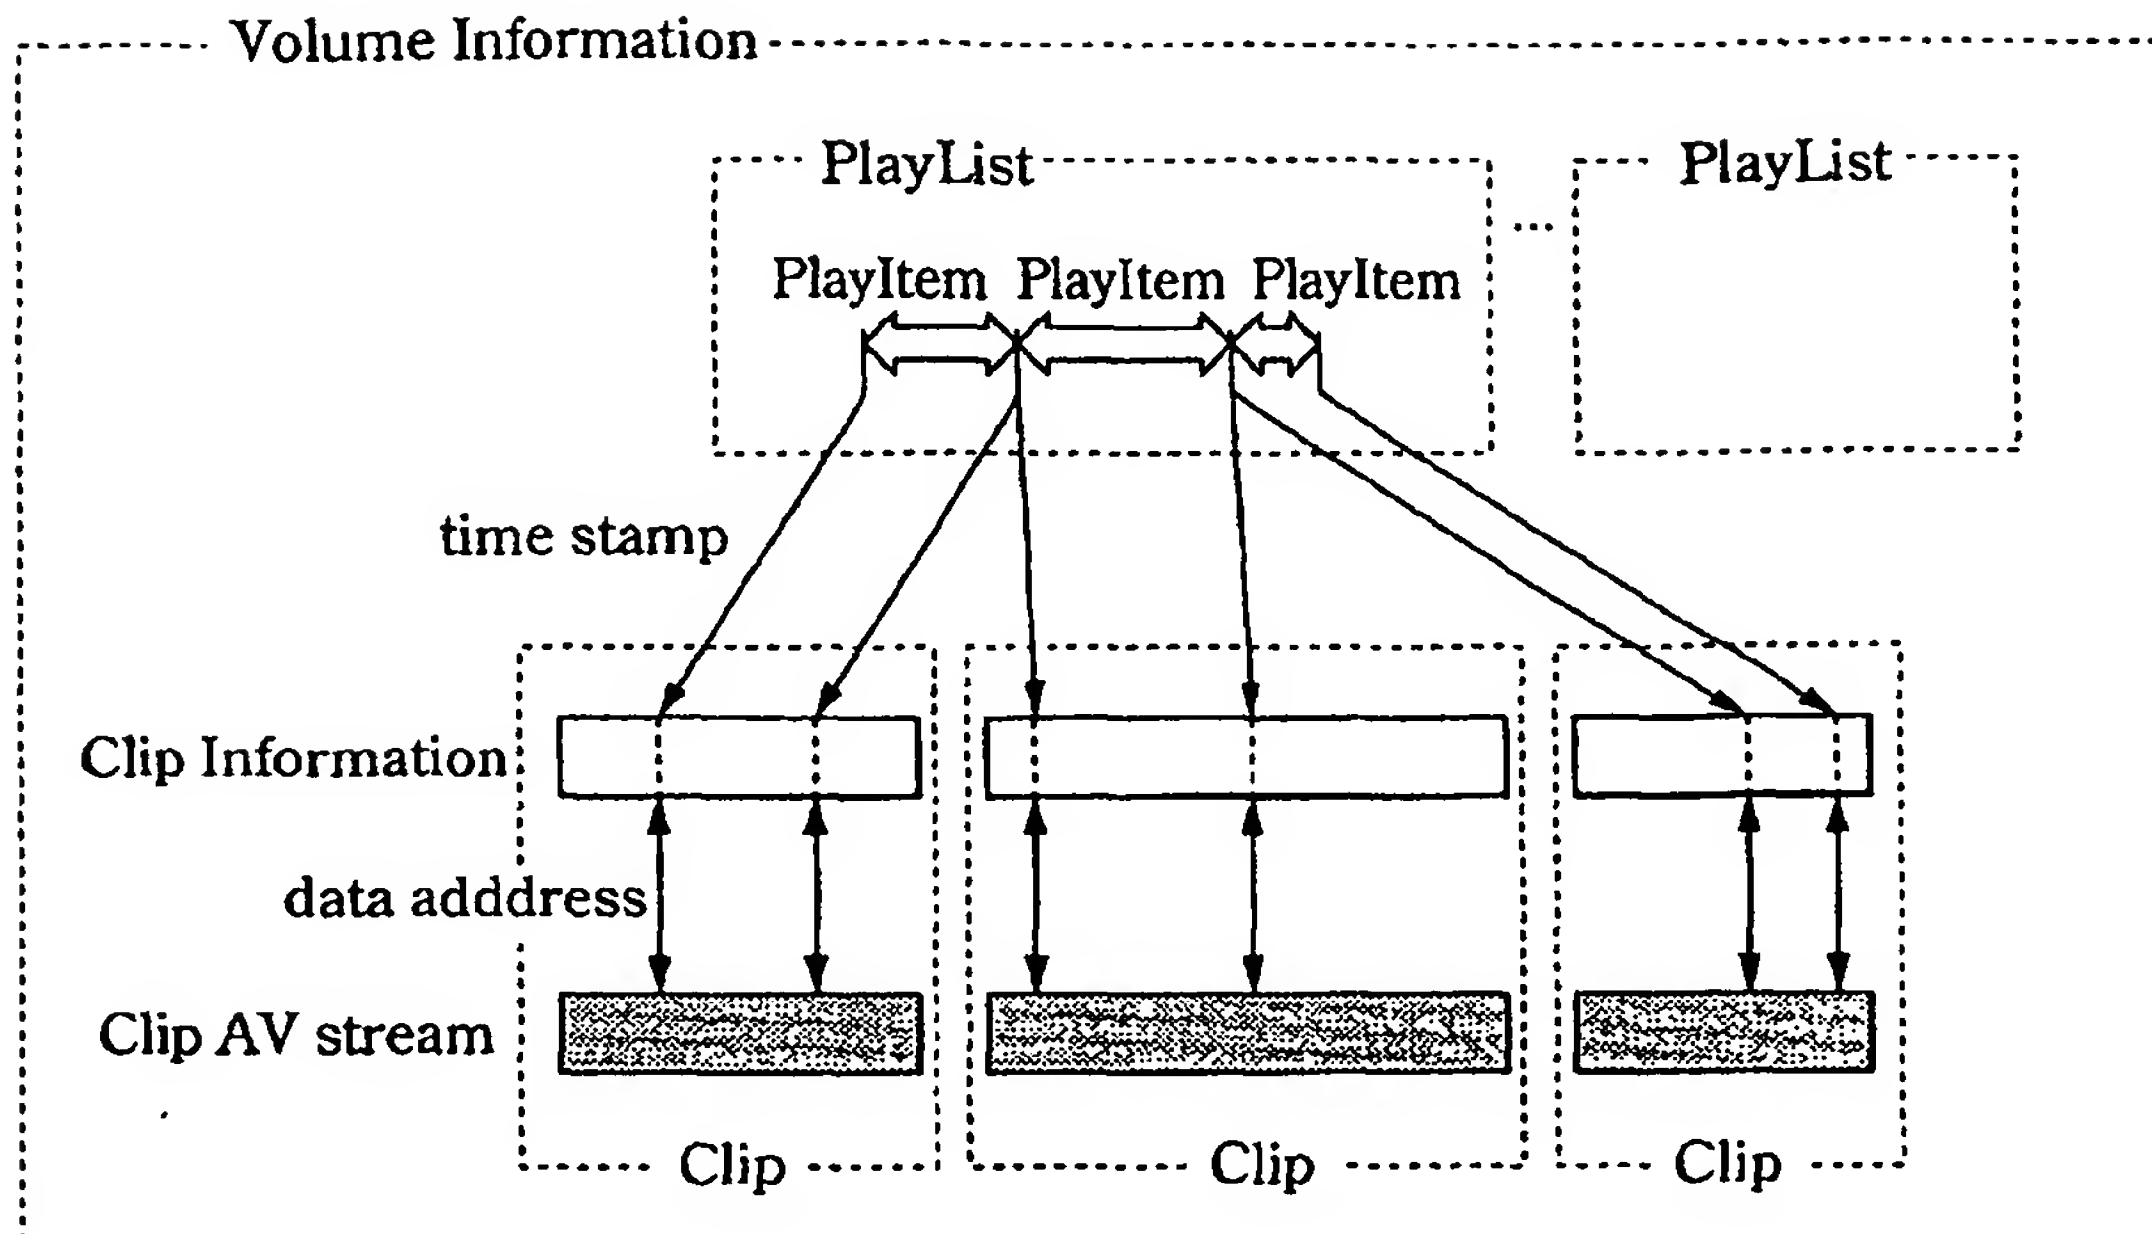 Volume Information
PlayList PlayList
...
PlayItem PlayItem PlayItem
time stamp
Clip Information
data adddress
Clip AV stream
Clip Clip Clip